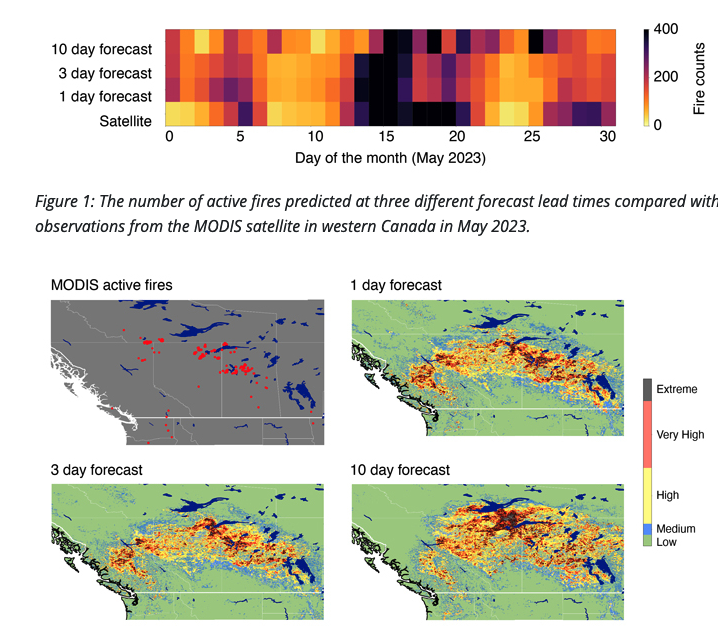 400
10 day forecast
3 day forecast
200
1 day forecast
Satellite
0
0 5 10 15 20 25 30
Fire counts
Day of the month (May 2023)
Figure 1: The number of active fires predicted at three different forecast lead times compared with
observations from the MODIS satellite in western Canada in May 2023.
MODIS active fires
1 day forecast
Extreme
Very High
High
Medium
Low
3 day forecast
10 day forecast